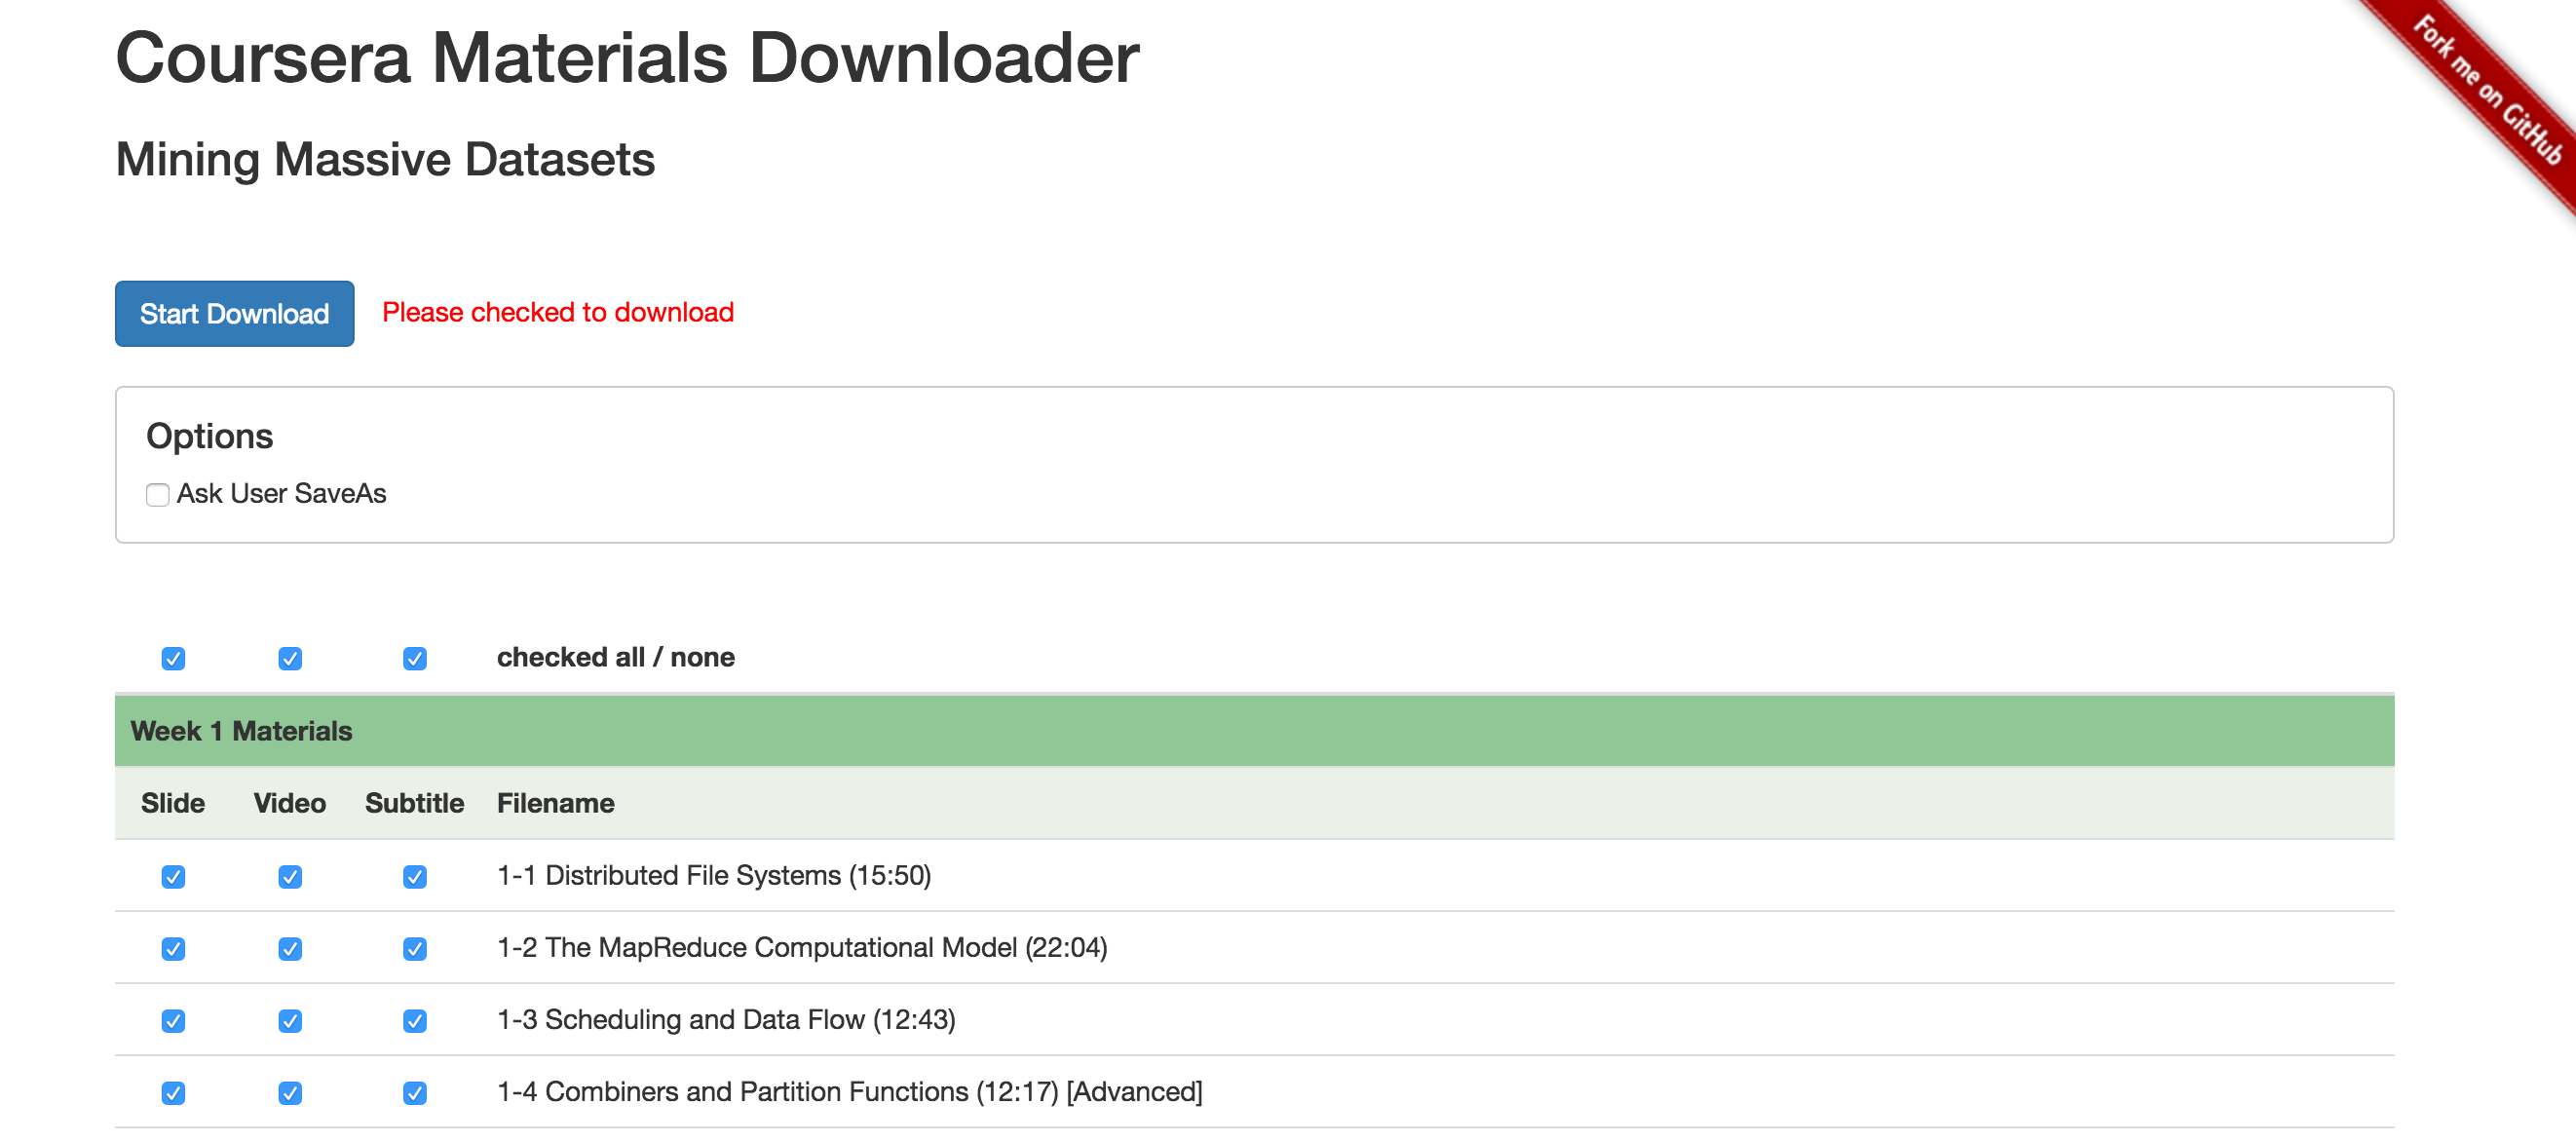 Coursera Materials Downloader
Fork me on GitHub
Mining Massive Datasets
Start Download Please checked to download
Options
Ask User SaveAs
checked all / none
Week 1 Materials
Slide Video Subtitle Filename
1-1 Distributed File Systems (15:50)
1-2 The MapReduce Computational Model (22:04)
1-3 Scheduling and Data Flow (12:43)
1-4 Combiners and Partition Functions (12:17) [Advanced]